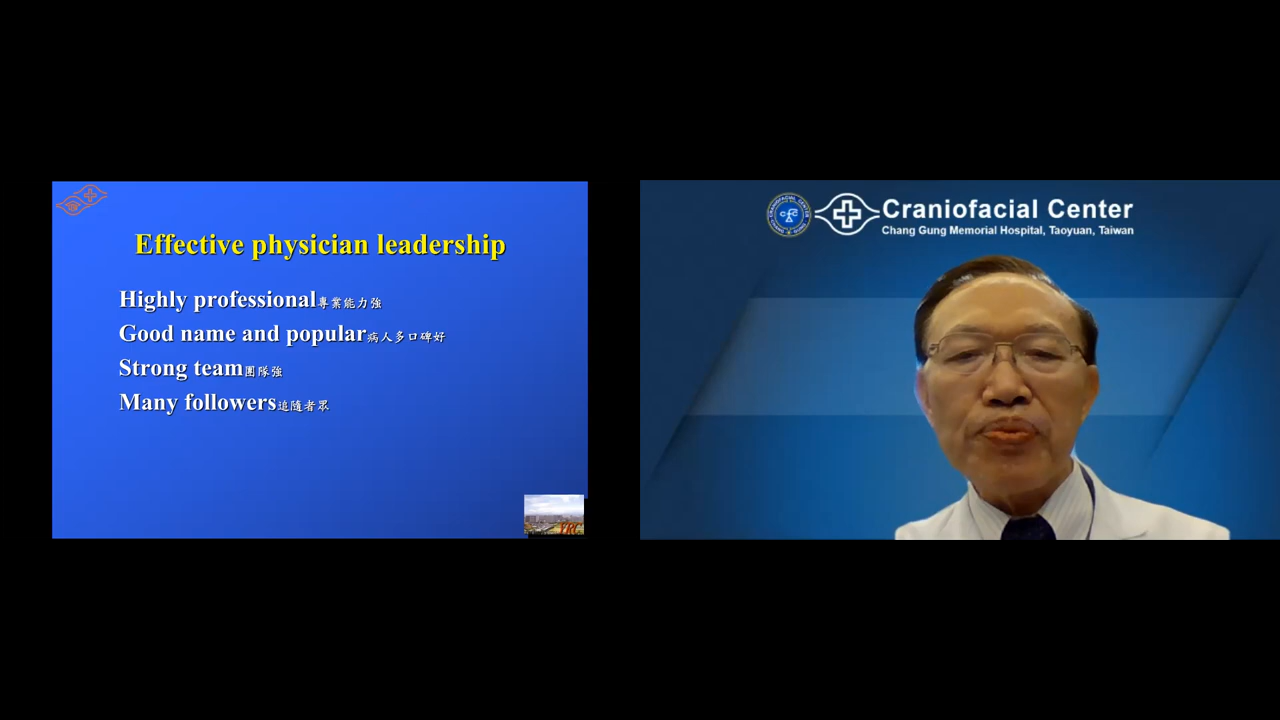 Effective physician leadership
Highly professional專業能力強
Good name and popular病人多口碑好
Strong team團隊強
Many followers追隨者眾
YRC
Craniofacial Center
Chang Gung Memorial Hospital, Taoyuan, Taiwan